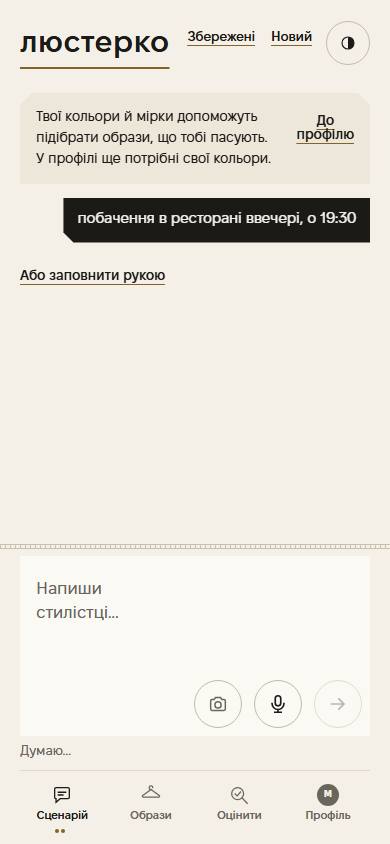 люстерко
Збережені
Новий
Твої кольори й мірки допоможуть
підібрати образи, що тобі пасують.
У профілі ще потрібні свої кольори.
До
профілю
побачення в ресторані ввечері, о 19:30
Або заповнити рукою
Напиши
стилістці...
Думаю...
Сценарій
Образи
Оцінити
М
Профіль